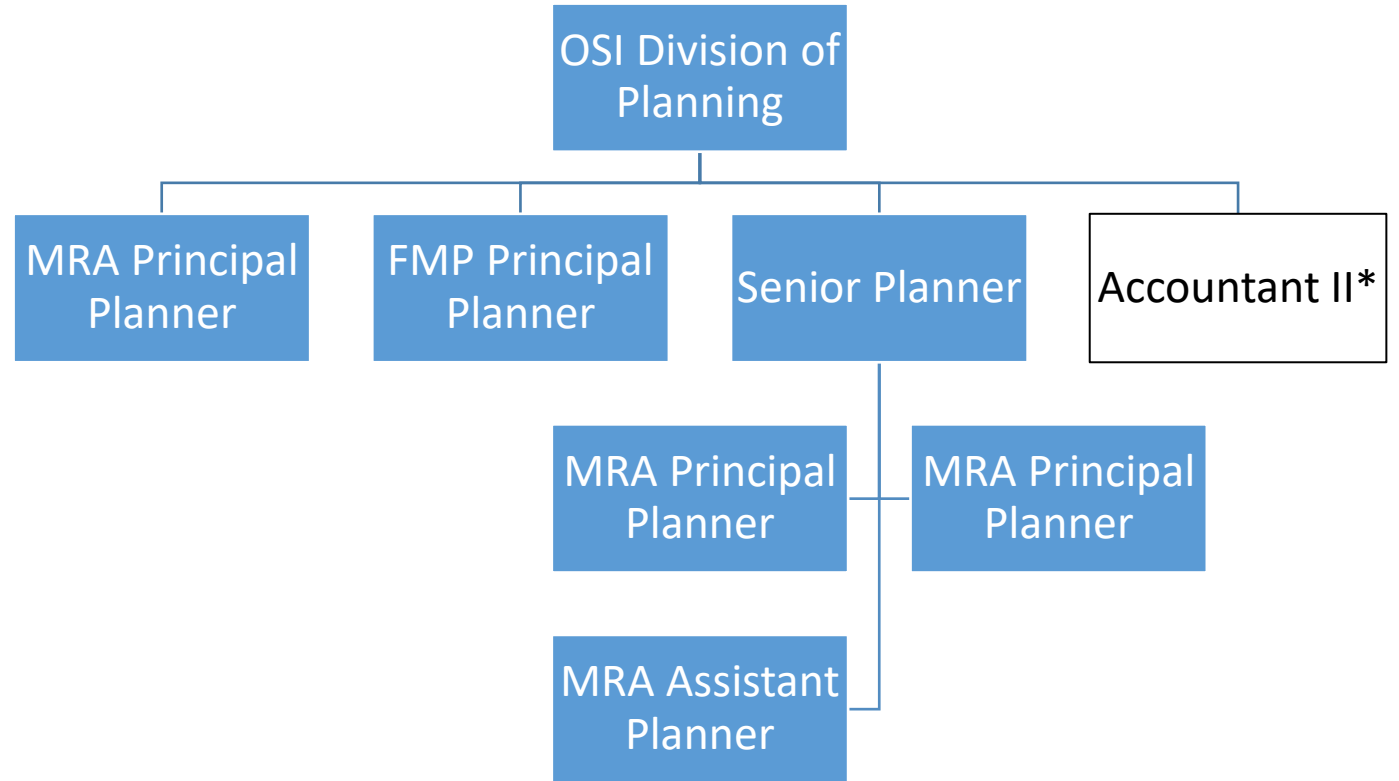 OSI Division of
Planning
MRA Principal
Planner
FMP Principal
Planner
Senior Planner
Accountant II*
MRA Principal
Planner
MRA Principal
Planner
MRA Assistant
Planner